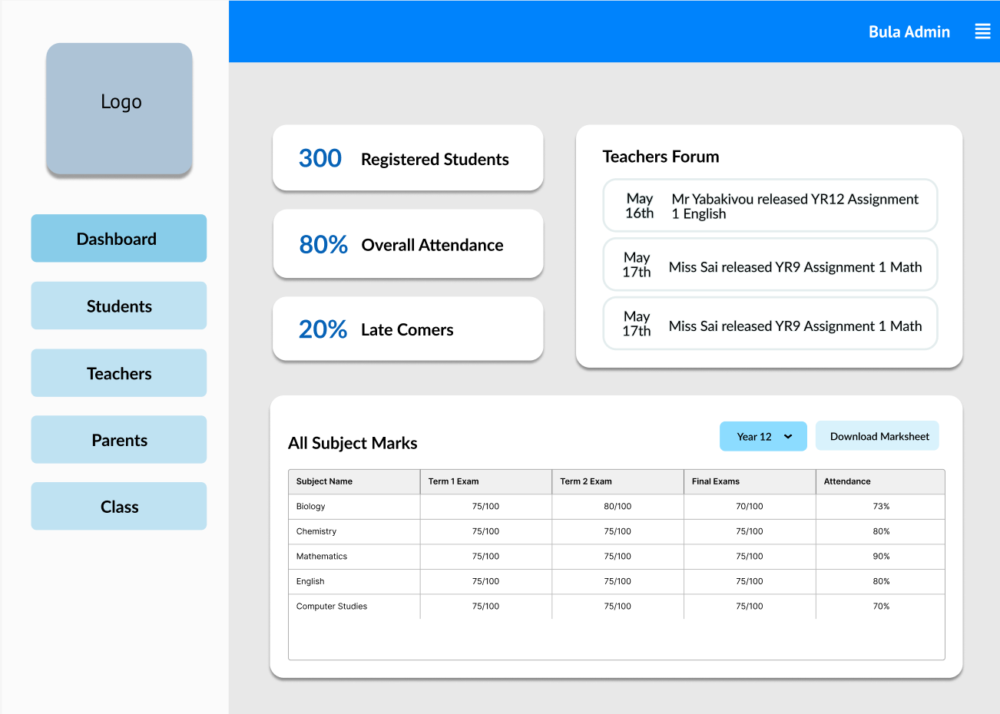 Bula Admin
Logo
Dashboard
Students
Teachers
Parents
Class
300 Registered Students
80% Overall Attendance
20% Late Comers
Teachers Forum
May
16th
Mr Yabakivou released YR12 Assignment
1 English
May
17th
Miss Sai released YR9 Assignment 1 Math
May
17th
Miss Sai released YR9 Assignment 1 Math
All Subject Marks
Year 12
Download Marksheet
Subject Name Term 1 Exam Term 2 Exam Final Exams Attendance
Biology 75/100 80/100 70/100 73%
Chemistry 75/100 75/100 75/100 80%
Mathematics 75/100 75/100 75/100 90%
English 75/100 75/100 75/100 80%
Computer Studies 75/100 75/100 75/100 70%